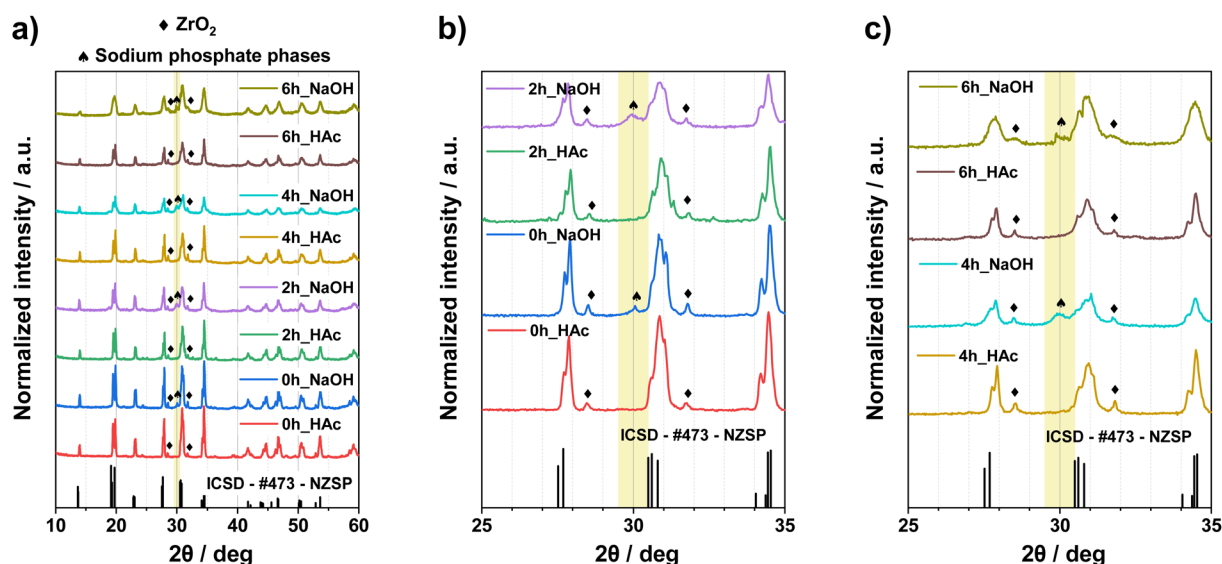 a)
♦ ZrO₂
♠ Sodium phosphate phases
6h_NaOH
6h_HAc
4h_NaOH
4h_HAc
2h_NaOH
2h_HAc
0h_NaOH
0h_HAc
ICSD - #473 - NZSP
Normalized intensity / a.u.
10 20 30 40 50 60
2θ / deg
b)
2h_NaOH
2h_HAc
0h_NaOH
0h_HAc
ICSD - #473 - NZSP
Normalized intensity / a.u.
25 30 35
2θ / deg
c)
6h_NaOH
6h_HAc
4h_NaOH
4h_HAc
ICSD - #473 - NZSP
Normalized intensity / a.u.
25 30 35
2θ / deg